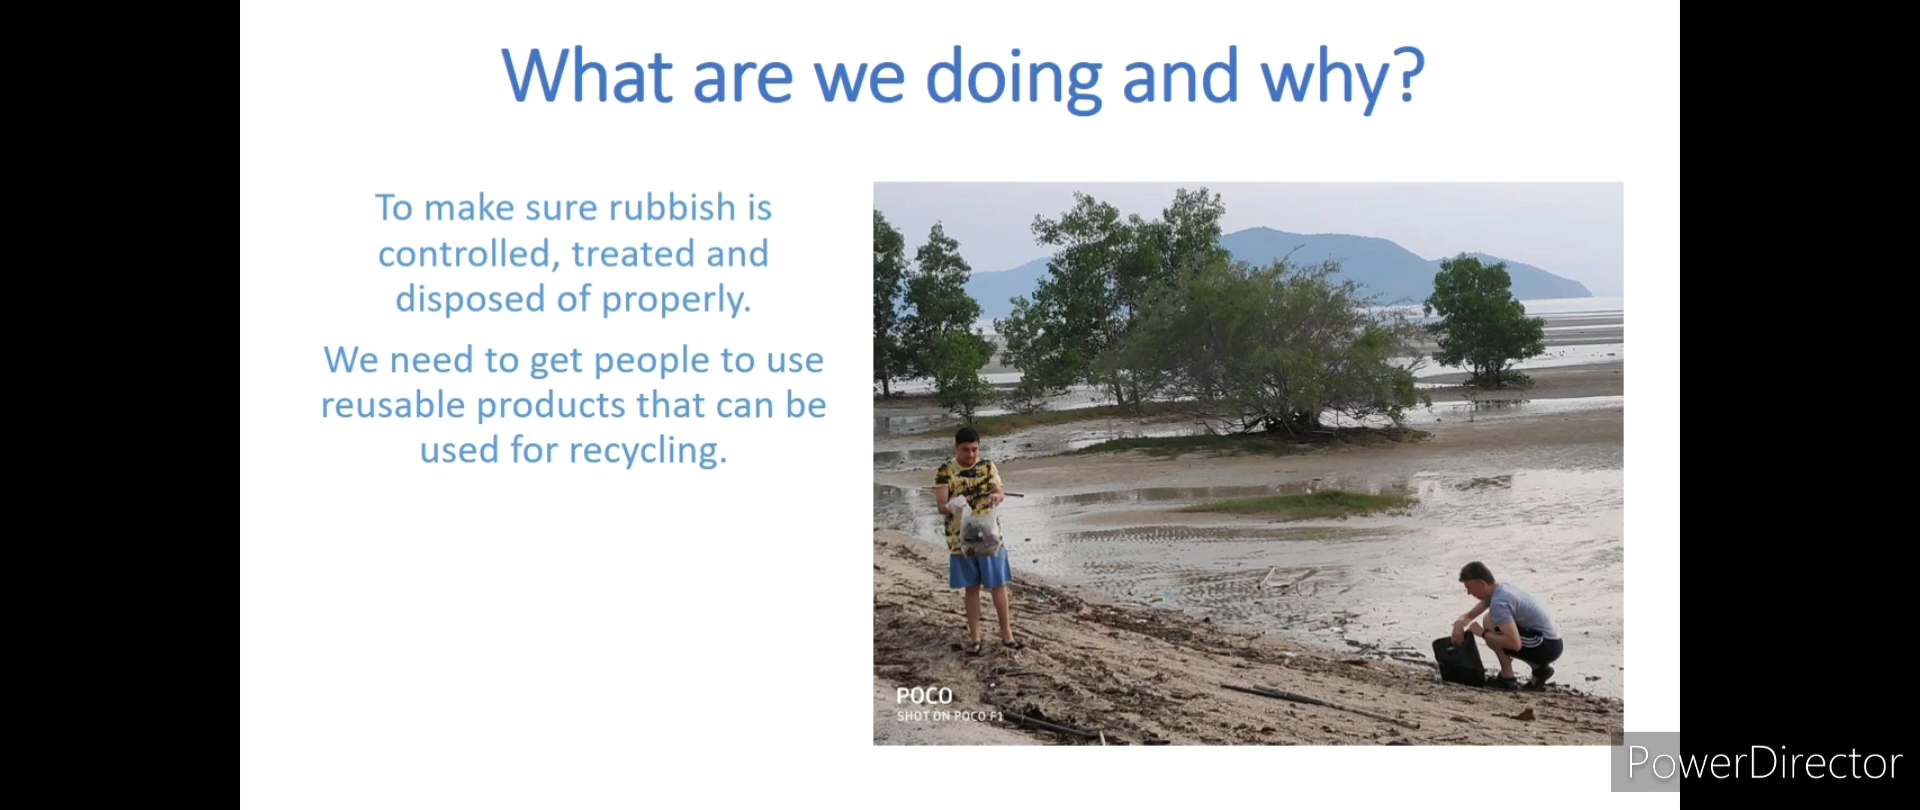 What are we doing and why?
To make sure rubbish is
controlled, treated and
disposed of properly.
We need to get people to use
reusable products that can be
used for recycling.
POCO
SHOT ON POCO F1
PowerDirector